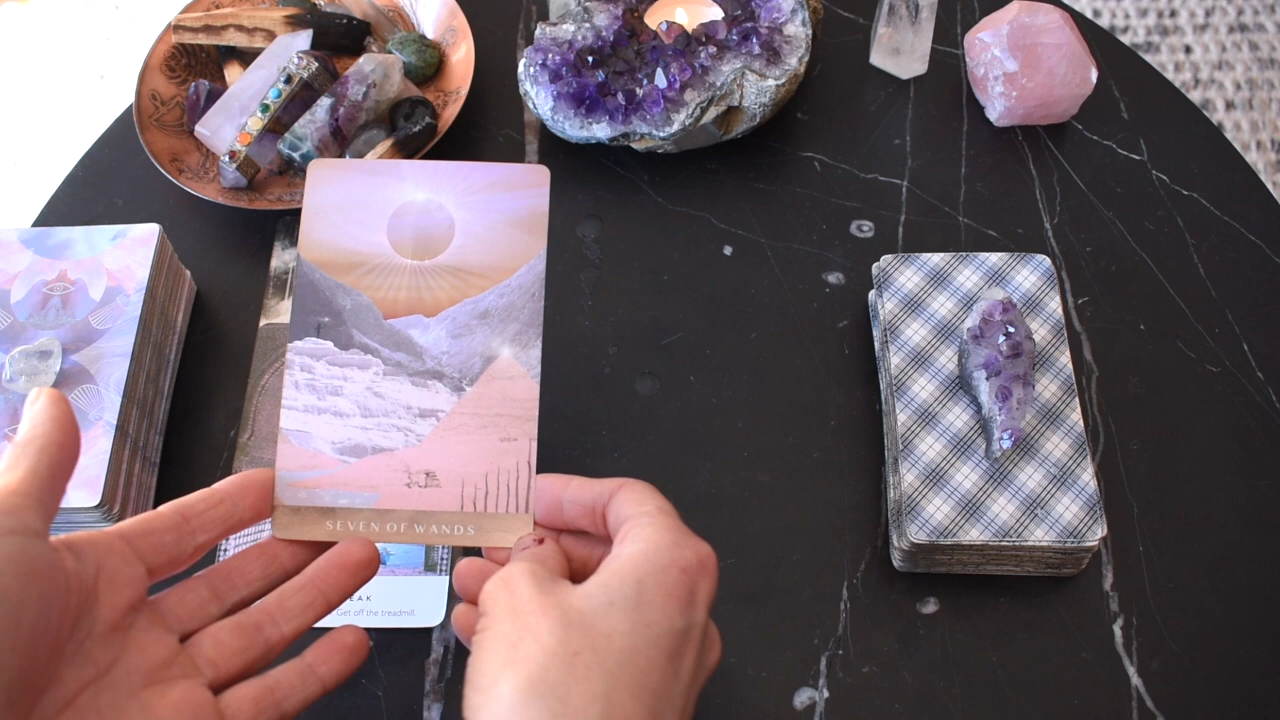 SEVEN OF WANDS
EAK
Get off the treadmill.